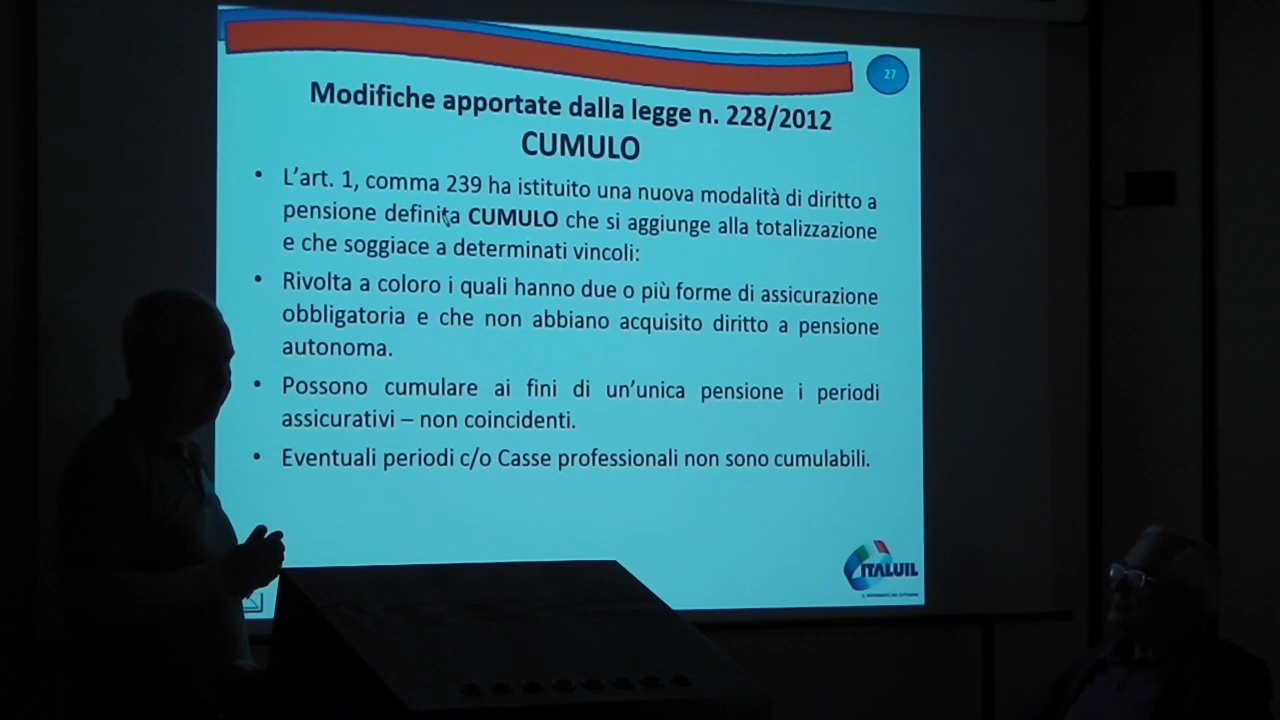 27
Modifiche apportate dalla legge n. 228/2012
CUMULO
• L’art. 1, comma 239 ha istituito una nuova modalità di diritto a
pensione definita CUMULO che si aggiunge alla totalizzazione
e che soggiace a determinati vincoli:
• Rivolta a coloro i quali hanno due o più forme di assicurazione
obbligatoria e che non abbiano acquisito diritto a pensione
autonoma.
• Possono cumulare ai fini di un’unica pensione i periodi
assicurativi – non coincidenti.
• Eventuali periodi c/o Casse professionali non sono cumulabili.
ITALUIL